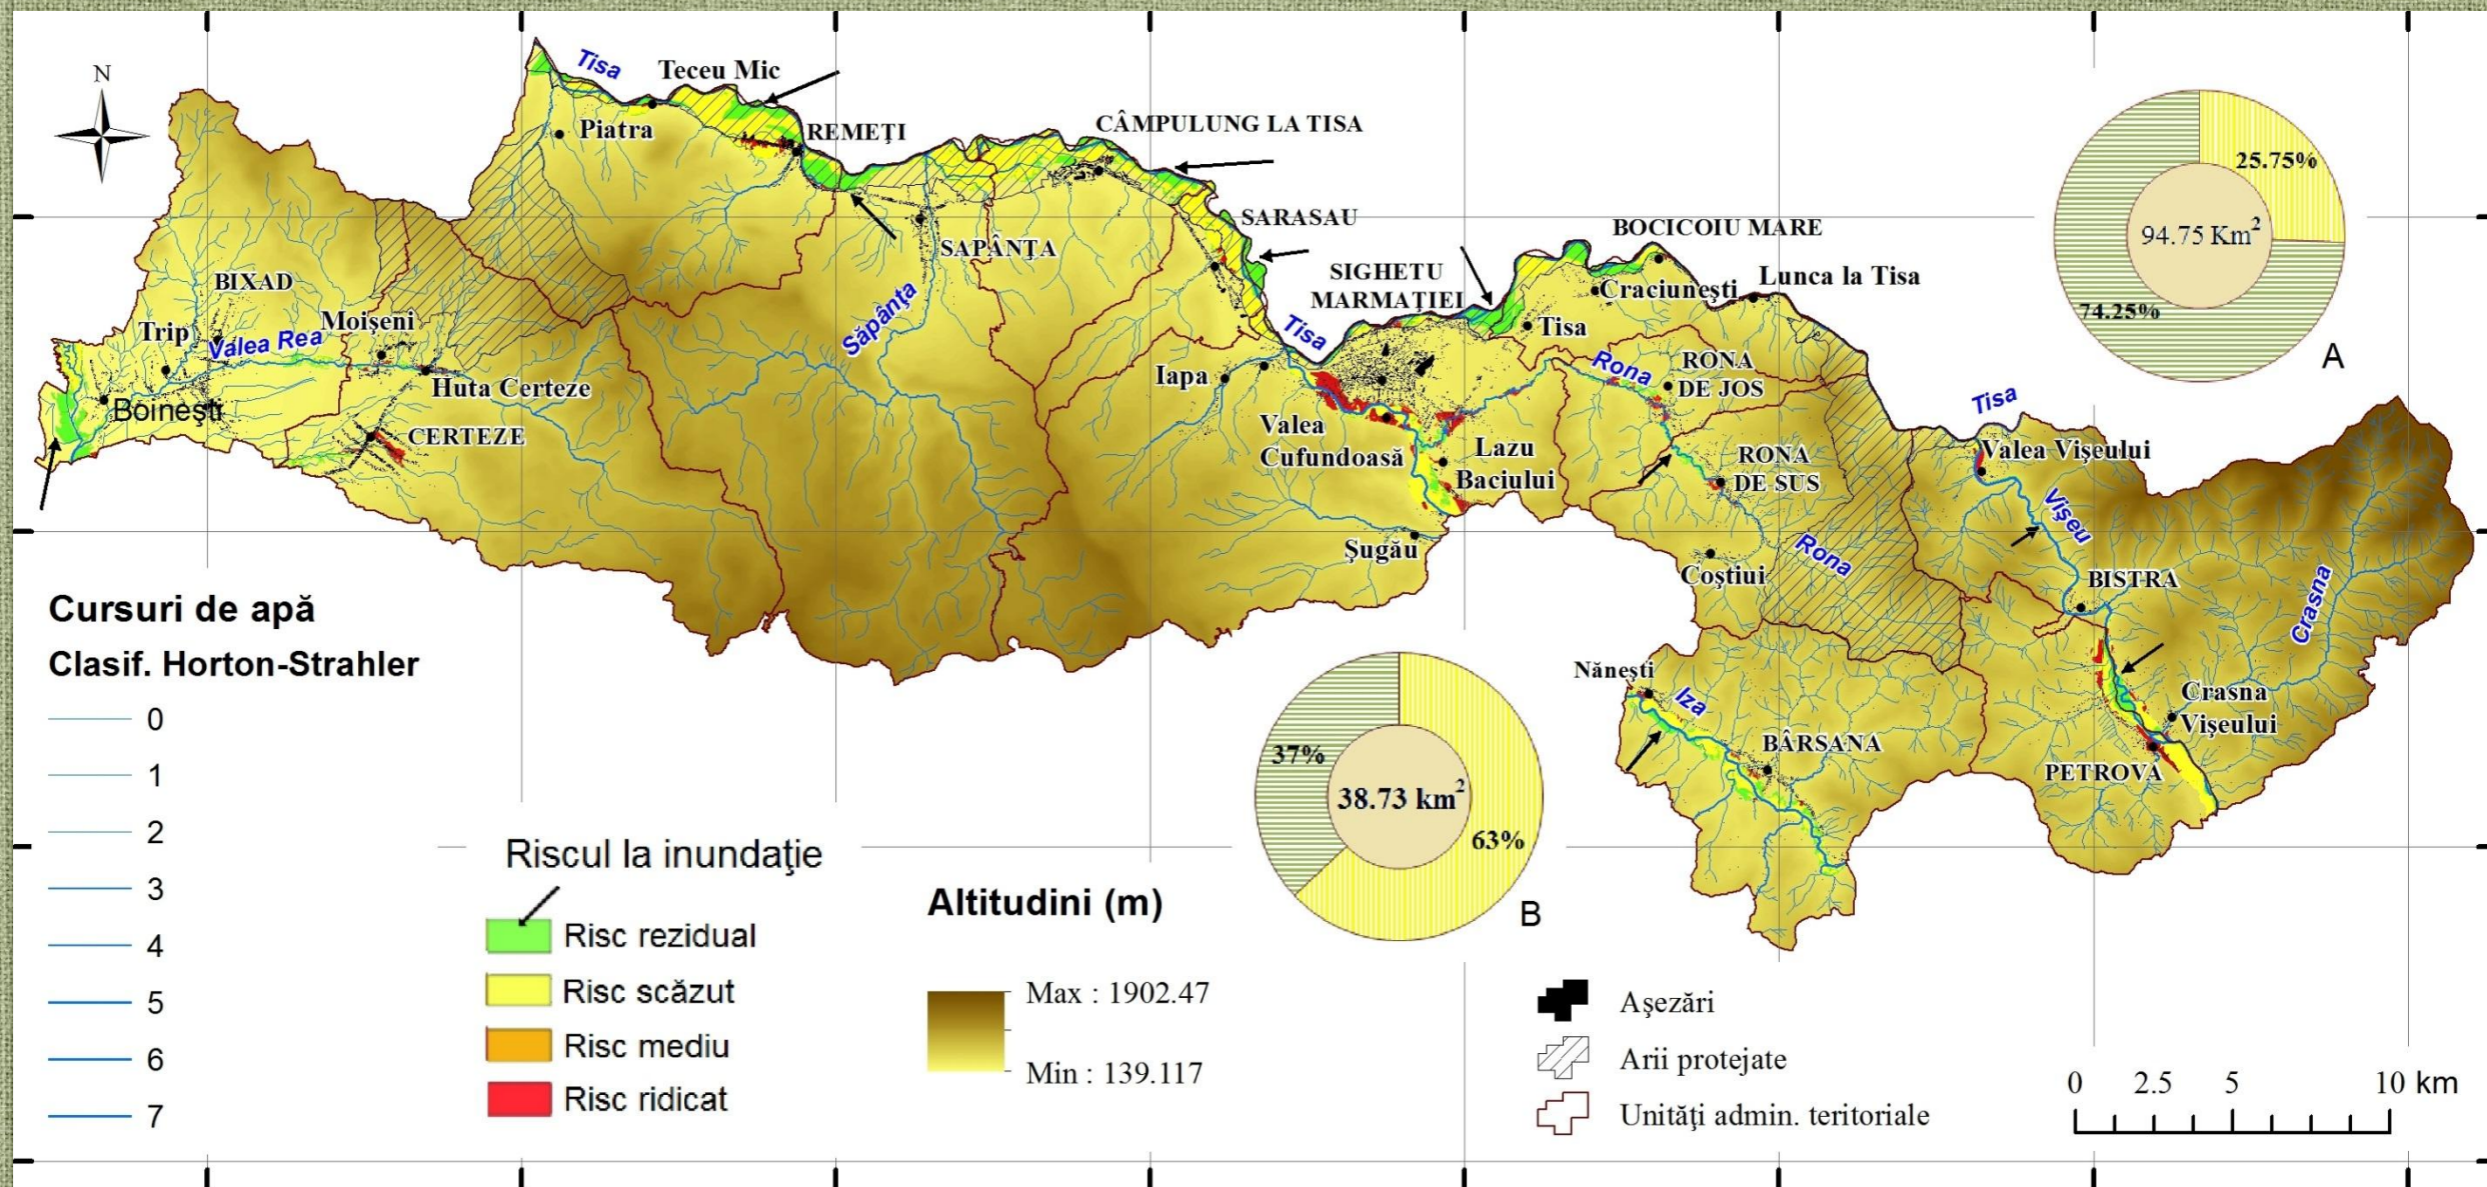 N
Tisa
Teceu Mic
Piatra
REMEŢI
CÂMPULUNG LA TISA
SAPÂNŢA
Săpânţa
SARASAU
BIXAD
Trip
Valea Rea
Moişeni
Huta Certeze
Boineşti
CERTEZE
SIGHETU
MARMAŢIEI
Tisa
BOCICOIU MARE
Craciuneşti
Lunca la Tisa
Tisa
Iapa
Rona
RONA
DE JOS
Valea
Cufundoasă
Lazu
Baciului
RONA
DE SUS
Şugău
Coştiui
Rona
Tisa
Valea Vişeului
Vişeu
BISTRA
Crasna
Năneşti
Iza
BÂRSANA
Crasna
Vişeului
PETROVA
25.75%
94.75 Km²
74.25%
A
37%
38.73 km²
63%
B
Cursuri de apă
Clasif. Horton-Strahler
0
1
2
3
4
5
6
7
Riscul la inundaţie
Risc rezidual
Risc scăzut
Risc mediu
Risc ridicat
Altitudini (m)
Max : 1902.47
Min : 139.117
Aşezări
Arii protejate
Unităţi admin. teritoriale
0 2.5 5 10 km